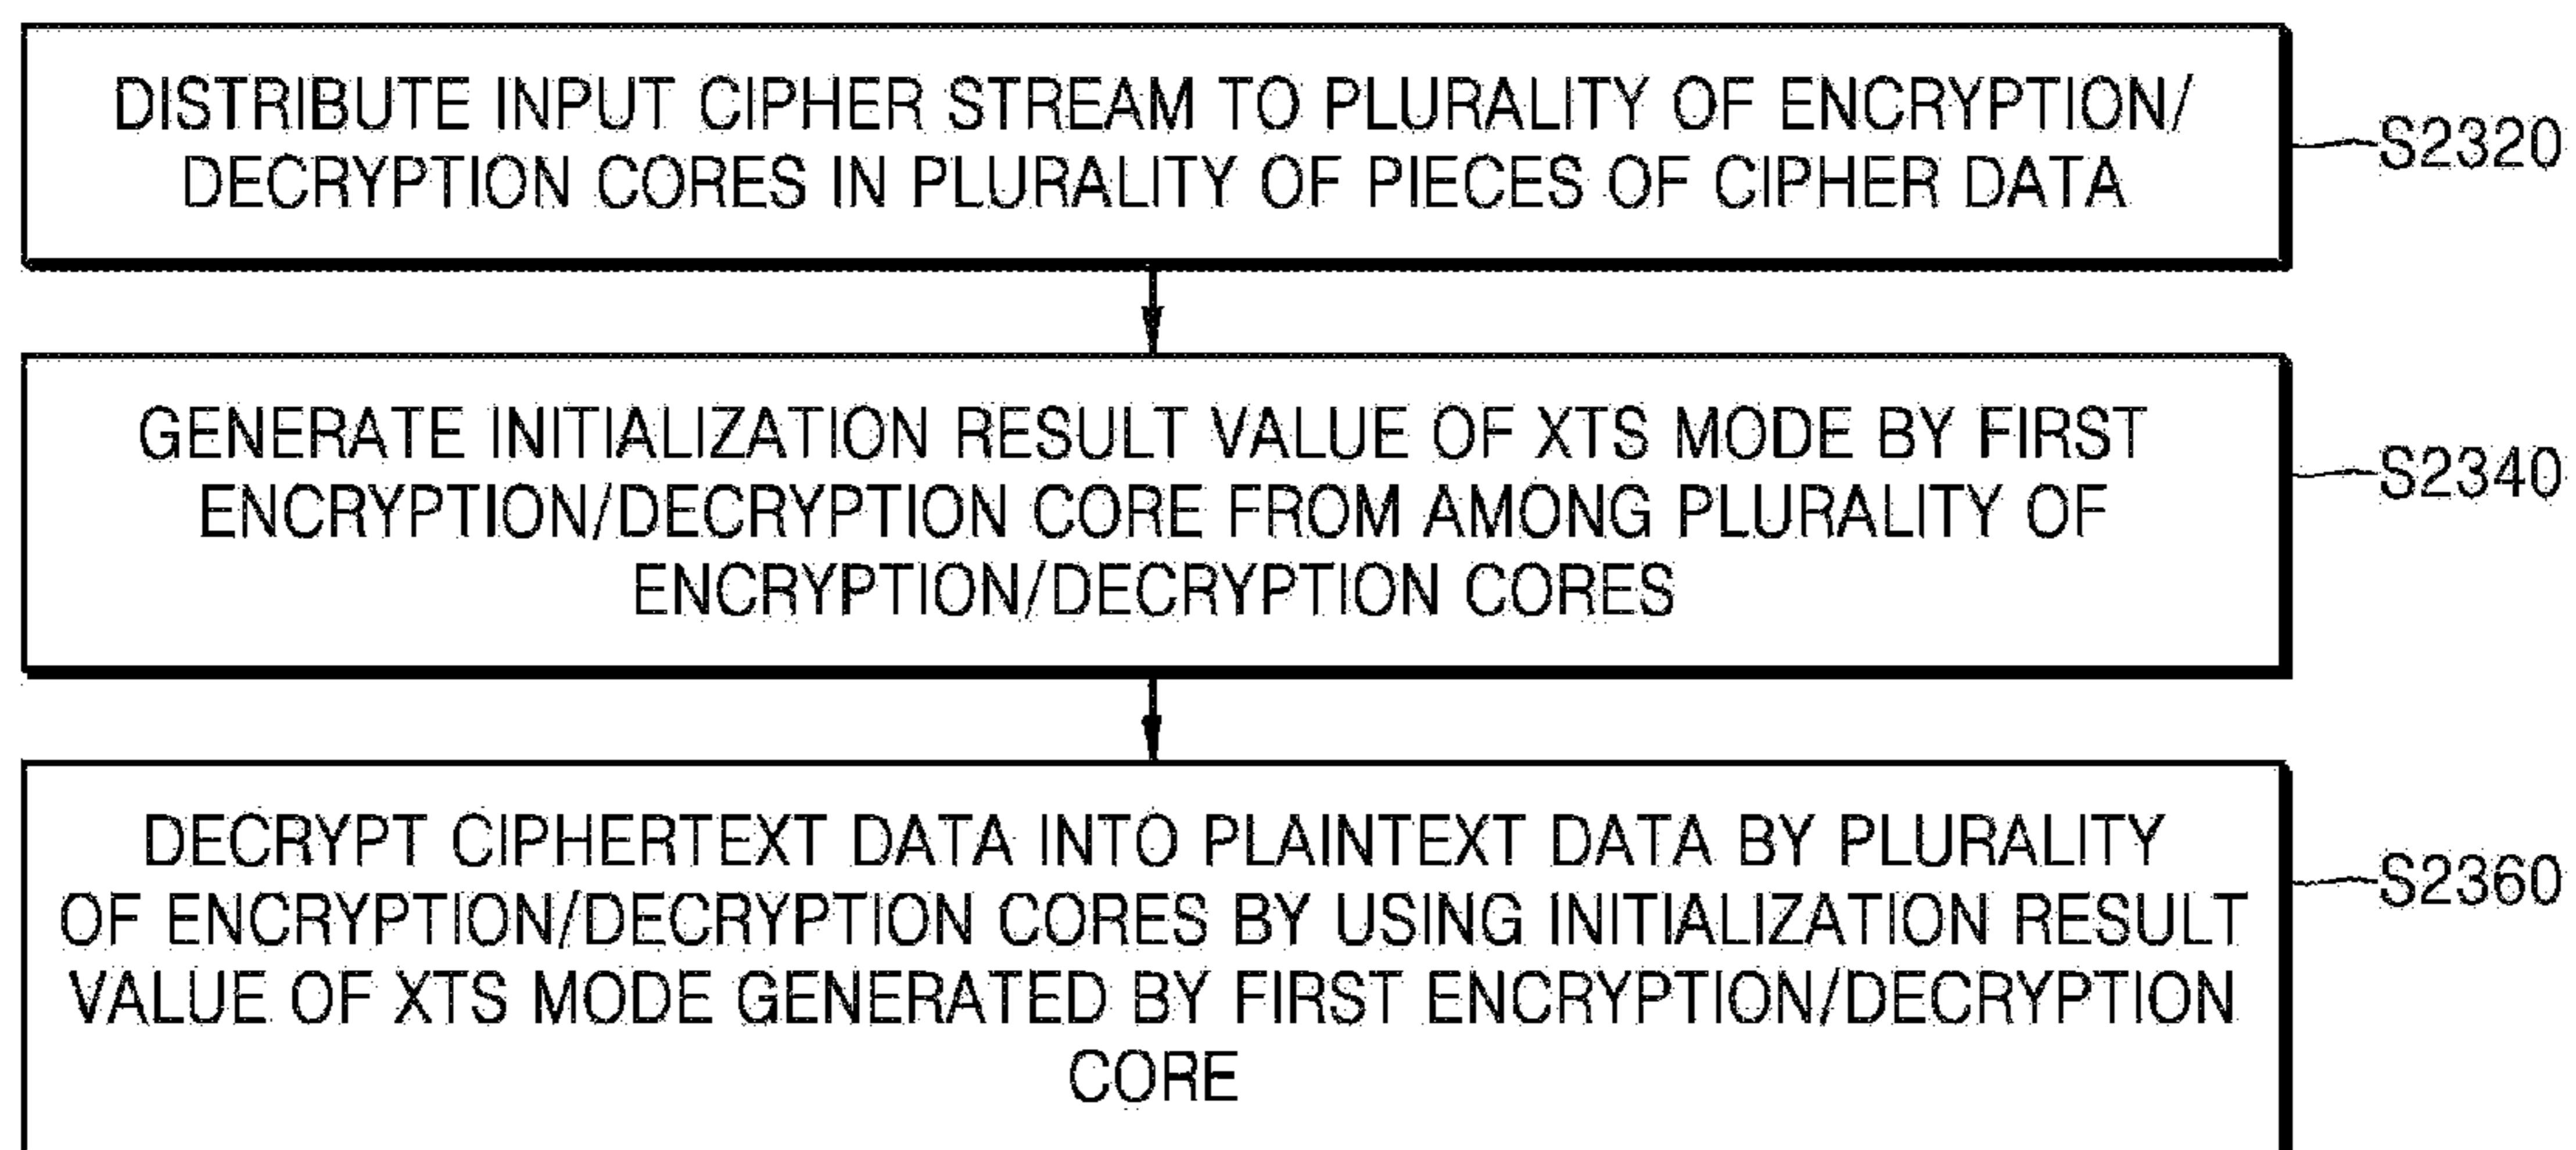 DISTRIBUTE INPUT CIPHER STREAM TO PLURALITY OF ENCRYPTION/
DECRYPTION CORES IN PLURALITY OF PIECES OF CIPHER DATA
S2320
GENERATE INITIALIZATION RESULT VALUE OF XTS MODE BY FIRST
ENCRYPTION/DECRYPTION CORE FROM AMONG PLURALITY OF
ENCRYPTION/DECRYPTION CORES
S2340
DECRYPT CIPHERTEXT DATA INTO PLAINTEXT DATA BY PLURALITY
OF ENCRYPTION/DECRYPTION CORES BY USING INITIALIZATION RESULT
VALUE OF XTS MODE GENERATED BY FIRST ENCRYPTION/DECRYPTION
CORE
S2360